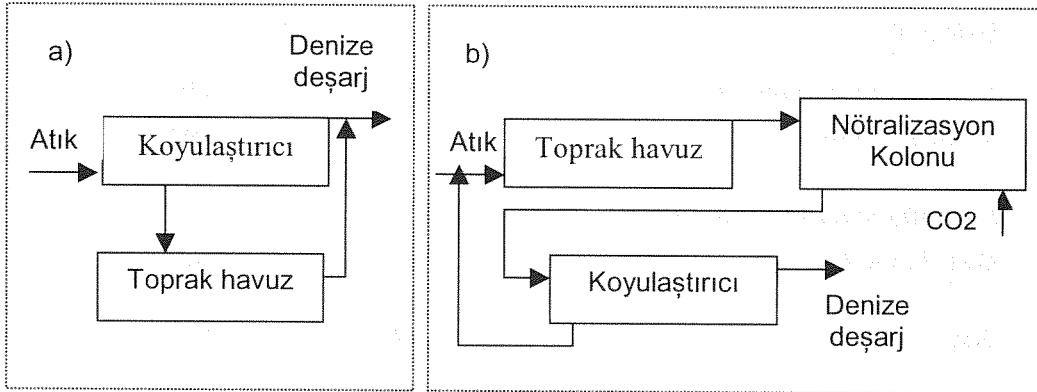 a)
Denize
deşarj
Atık
Koyulaştırıcı
Toprak havuz
b)
Atık
Toprak havuz
Nötralizasyon
Kolonu
CO2
Koyulaştırıcı
Denize
deşarj